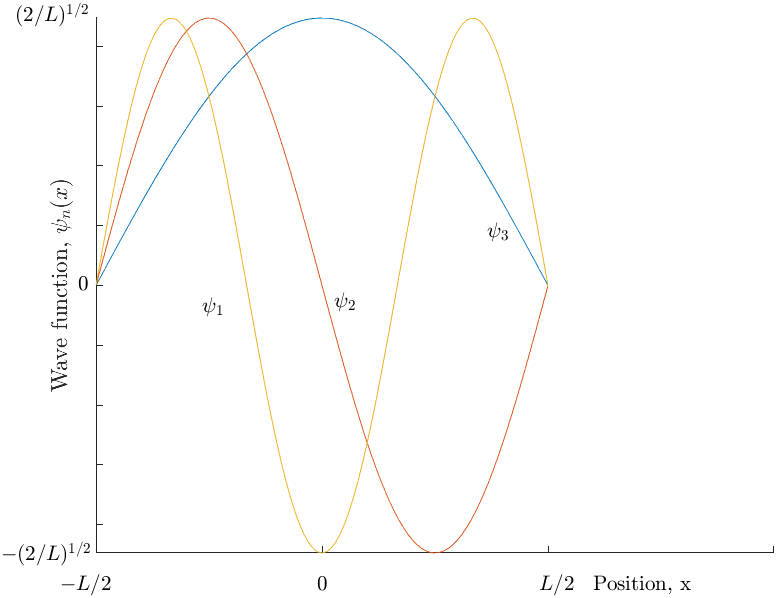 (2/L)^{1/2}
Wave function, ψ_n(x)
ψ_3
0
ψ_1
ψ_2
−(2/L)^{1/2}
−L/2
0
L/2
Position, x